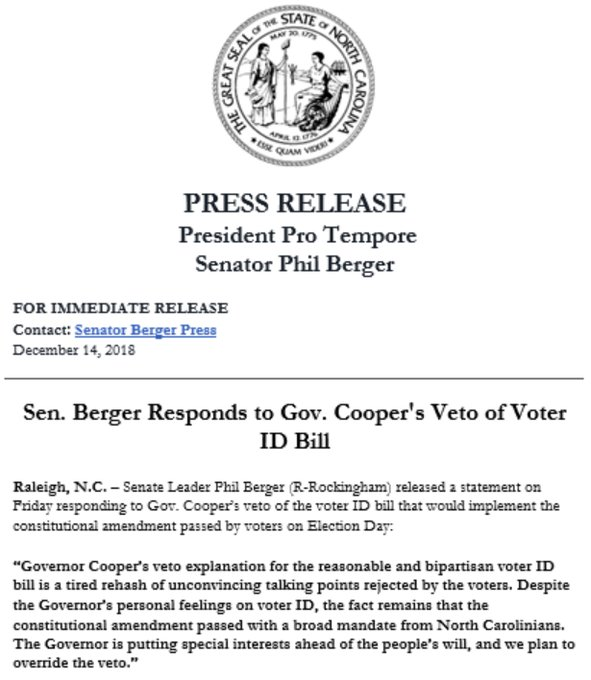 THE GREAT SEAL OF THE STATE OF NORTH CAROLINA
MAY 20, 1775
APRIL 12, 1776
ESSE QUAM VIDERI
PRESS RELEASE
President Pro Tempore
Senator Phil Berger
FOR IMMEDIATE RELEASE
Contact: Senator Berger Press
December 14, 2018
Sen. Berger Responds to Gov. Cooper's Veto of Voter
ID Bill
Raleigh, N.C. – Senate Leader Phil Berger (R-Rockingham) released a statement on
Friday responding to Gov. Cooper's veto of the voter ID bill that would implement the
constitutional amendment passed by voters on Election Day:
“Governor Cooper's veto explanation for the reasonable and bipartisan voter ID
bill is a tired rehash of unconvincing talking points rejected by the voters. Despite
the Governor's personal feelings on voter ID, the fact remains that the
constitutional amendment passed with a broad mandate from North Carolinians.
The Governor is putting special interests ahead of the people's will, and we plan to
override the veto.”